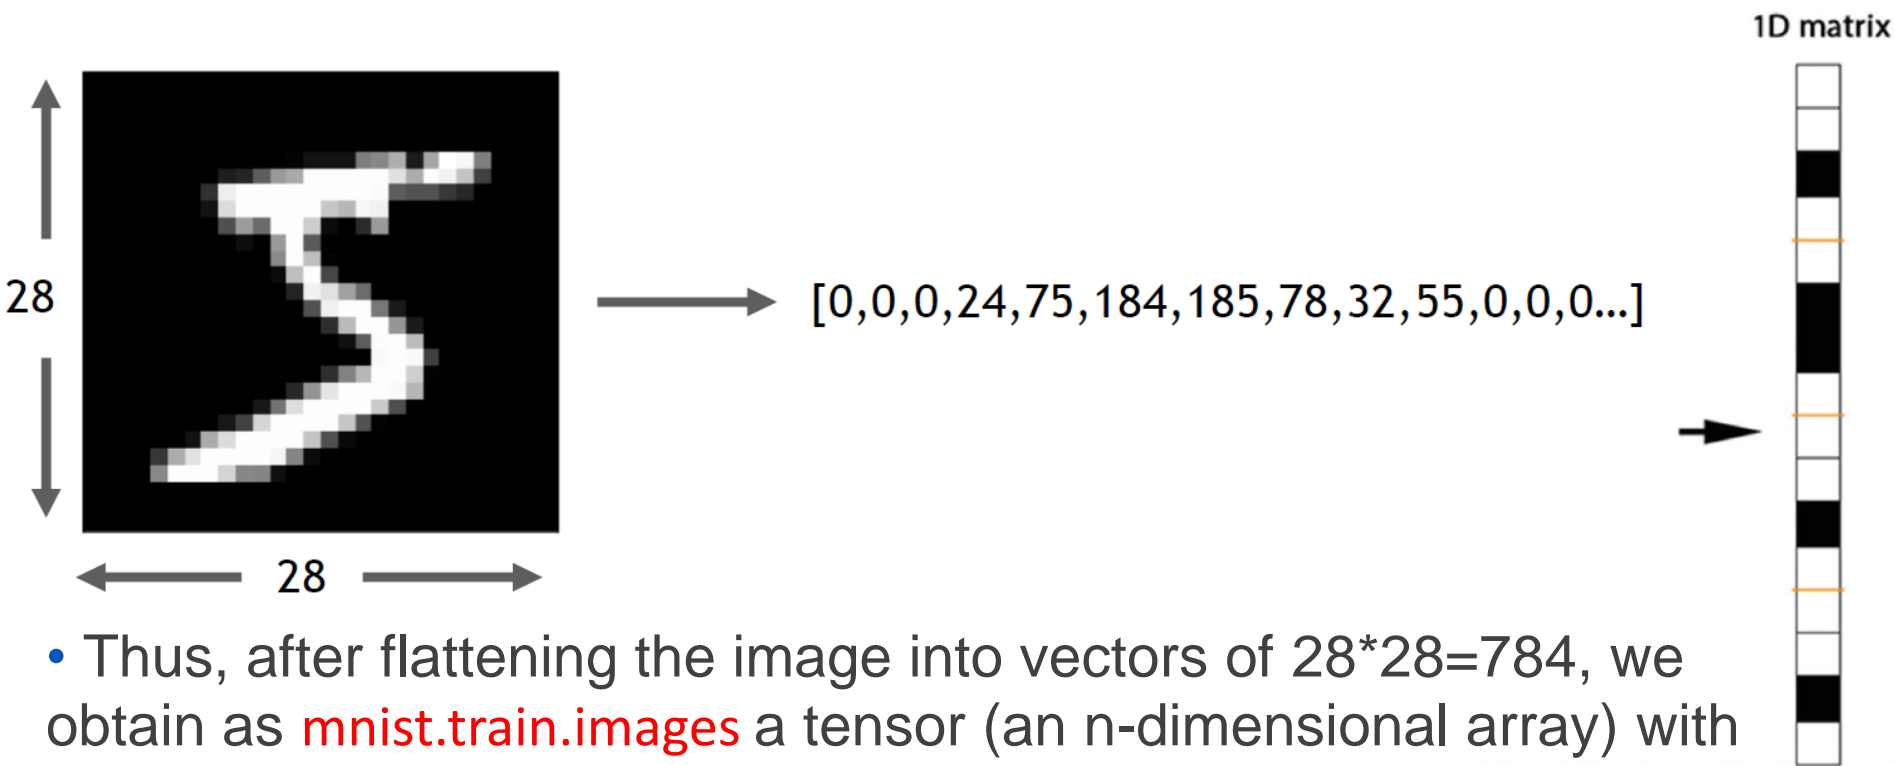 1D matrix
28
[0,0,0,24,75,184,185,78,32,55,0,0,0...]
28
• Thus, after flattening the image into vectors of 28*28=784, we
obtain as mnist.train.images a tensor (an n-dimensional array) with